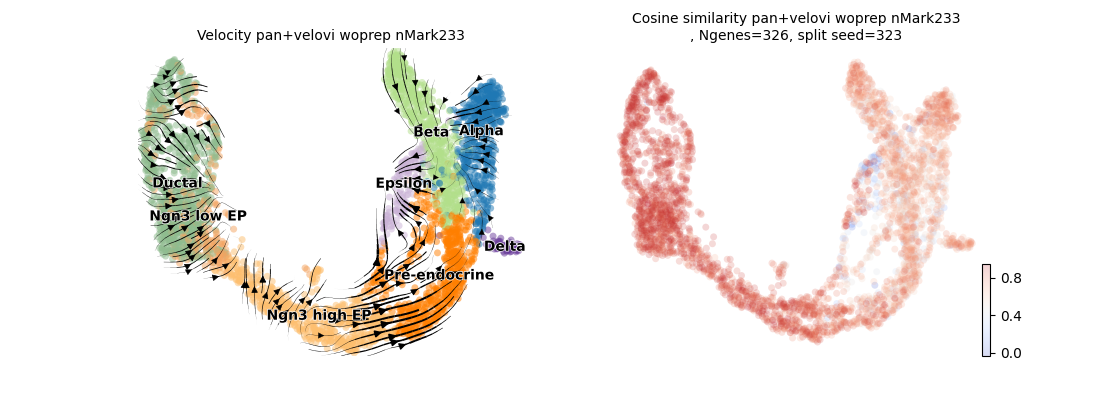 Velocity pan+velovi woprep nMark233
Beta
Alpha
Ductal
Epsilon
Ngn3 low EP
Delta
Pre-endocrine
Ngn3 high EP
Cosine similarity pan+velovi woprep nMark233
, Ngenes=326, split seed=323
0.8
0.4
0.0